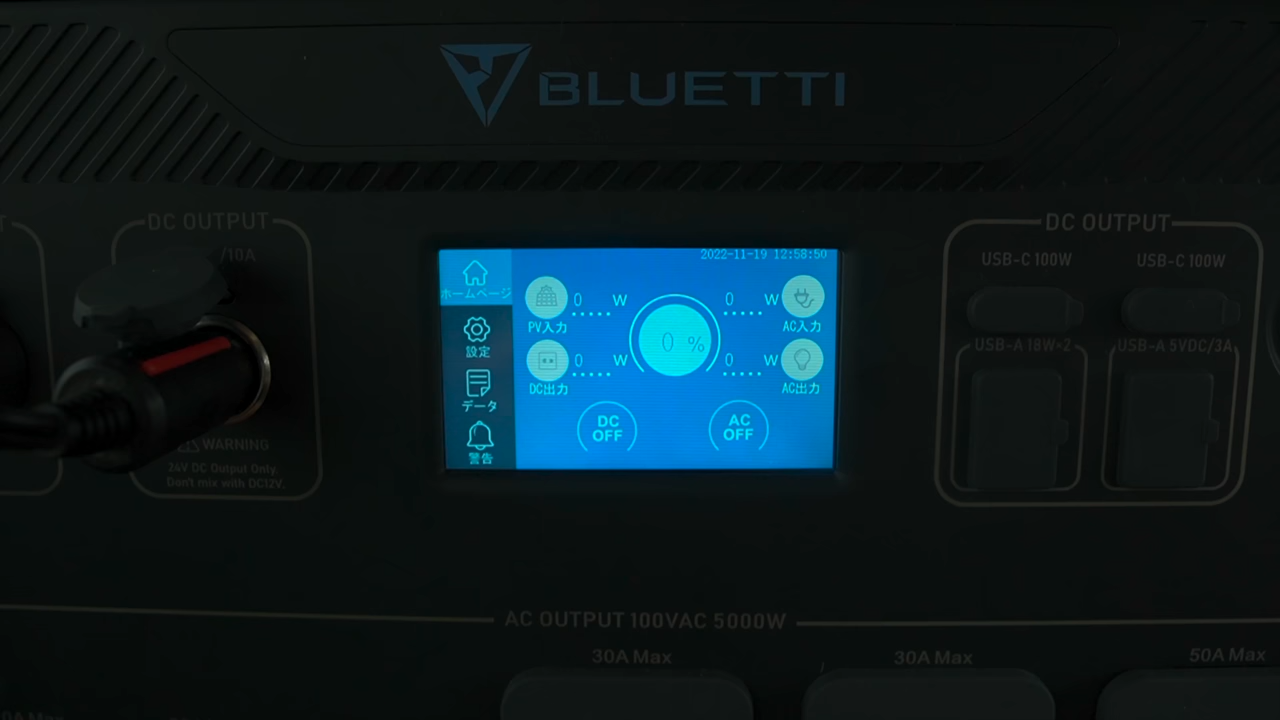 BLUETTI
DC OUTPUT
/10A
WARNING
24V DC Output Only.
Don't mix with DC12V.
2022-11-19 12:58:50
ホームページ
設定
データ
警告
0 W
PV入力
0 W
DC出力
0 %
0 W
AC入力
0 W
AC出力
DC
OFF
AC
OFF
DC OUTPUT
USB-C 100W
USB-C 100W
USB-A 18W×2
USB-A 5VDC/3A
AC OUTPUT 100VAC 5000W
30A Max
30A Max
50A Max